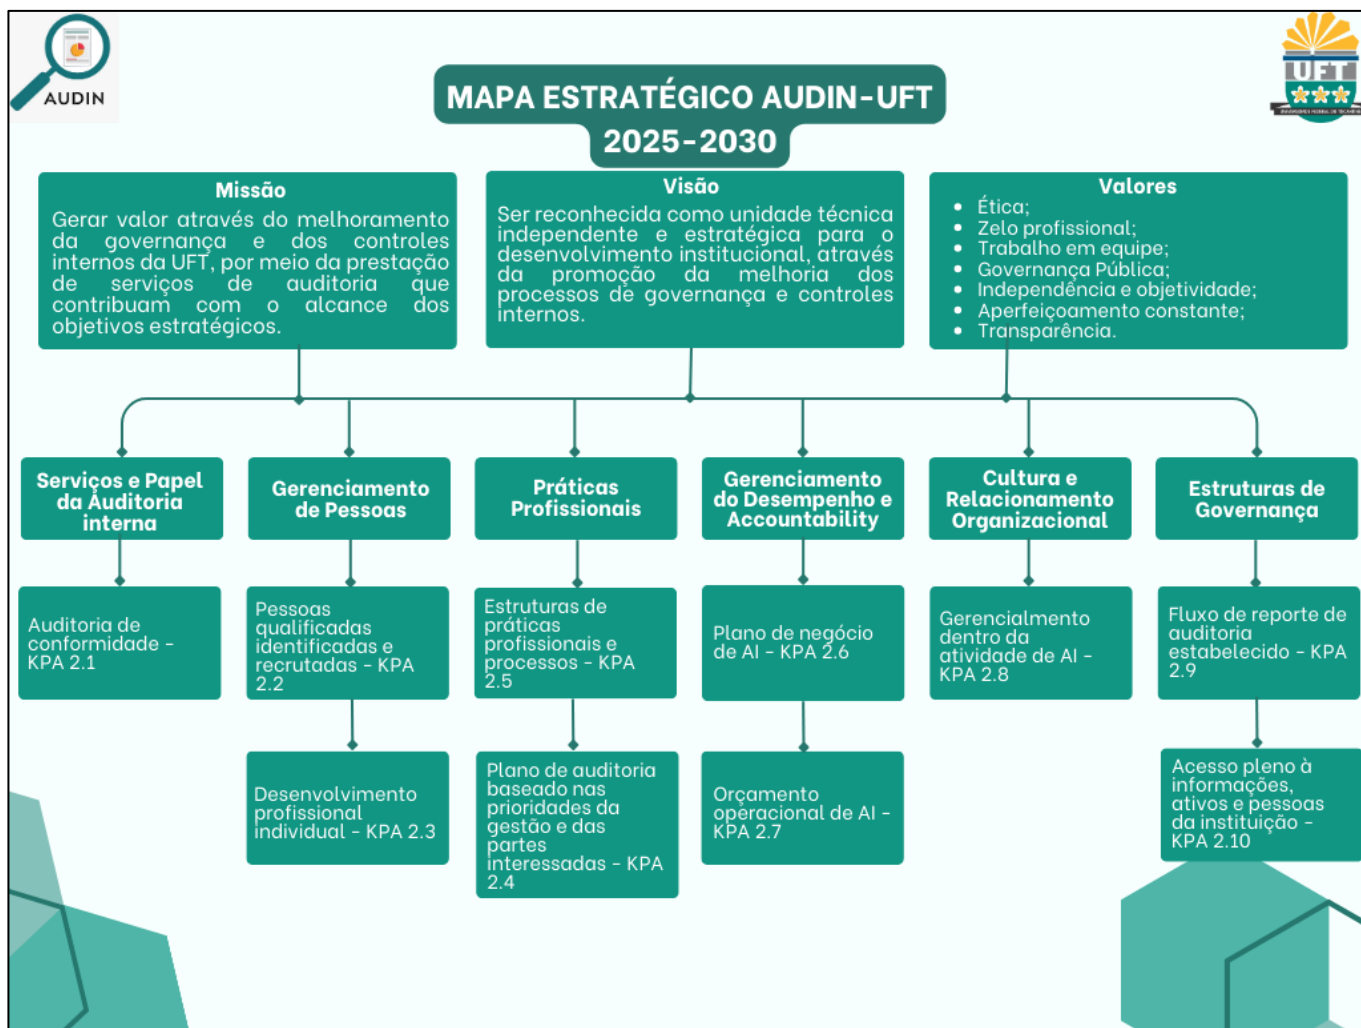 AUDIN
UFT
MAPA ESTRATÉGICO AUDIN-UFT
2025-2030
Missão
Gerar valor através do melhoramento
da governança e dos controles
internos da UFT, por meio da prestação
de serviços de auditoria que
contribuam com o alcance dos
objetivos estratégicos.
Visão
Ser reconhecida como unidade técnica
independente e estratégica para o
desenvolvimento institucional, através
da promoção da melhoria dos
processos de governança e controles
internos.
Valores
• Ética;
• Zelo profissional;
• Trabalho em equipe;
• Governança Pública;
• Independência e objetividade;
• Aperfeiçoamento constante;
• Transparência.
Serviços e Papel
da Auditoria
interna
Gerenciamento
de Pessoas
Práticas
Profissionais
Gerenciamento
do Desempenho e
Accountability
Cultura e
Relacionamento
Organizacional
Estruturas de
Governança
Auditoria de
conformidade - 
KPA 2.1
Pessoas
qualificadas
identificadas e
recrutadas - KPA
2.2
Estruturas de
práticas
profissionais e
processos - KPA
2.5
Plano de negócio
de AI - KPA 2.6
Gerencialmento
dentro da
atividade de AI -
KPA 2.8
Fluxo de reporte de
auditoria
estabelecido - KPA
2.9
Desenvolvimento
profissional
individual - KPA 2.3
Plano de auditoria
baseado nas
prioridades da
gestão e das
partes
interessadas - KPA
2.4
Orçamento
operacional de AI -
KPA 2.7
Acesso pleno à
informações,
ativos e pessoas
da instituição -
KPA 2.10